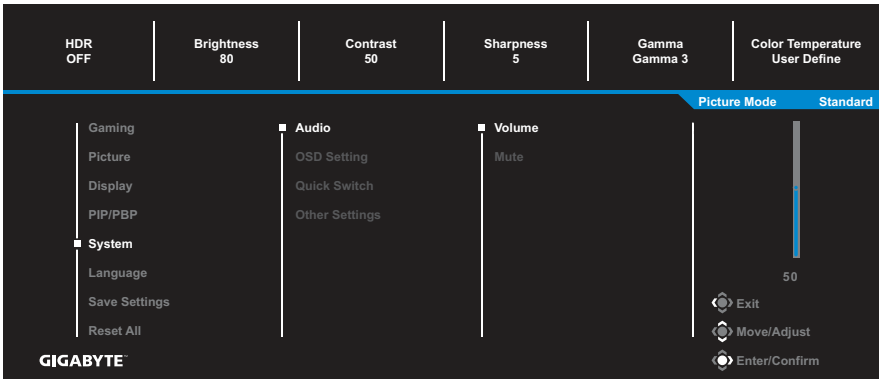 HDR
OFF
Brightness
80
Contrast
50
Sharpness
5
Gamma
Gamma 3
Color Temperature
User Define
Picture Mode Standard
Gaming
Picture
Display
PIP/PBP
System
Language
Save Settings
Reset All
Audio
OSD Setting
Quick Switch
Other Settings
Volume
Mute
50
Exit
Move/Adjust
Enter/Confirm
GIGABYTE™